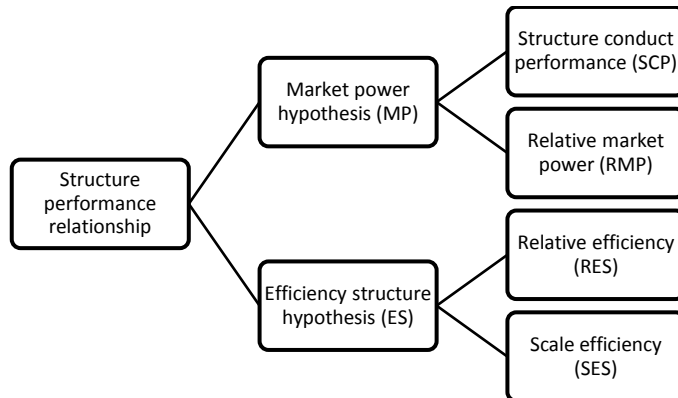 Structure
performance
relationship
Market power
hypothesis (MP)
Structure conduct
performance (SCP)
Relative market
power (RMP)
Efficiency structure
hypothesis (ES)
Relative efficiency
(RES)
Scale efficiency
(SES)